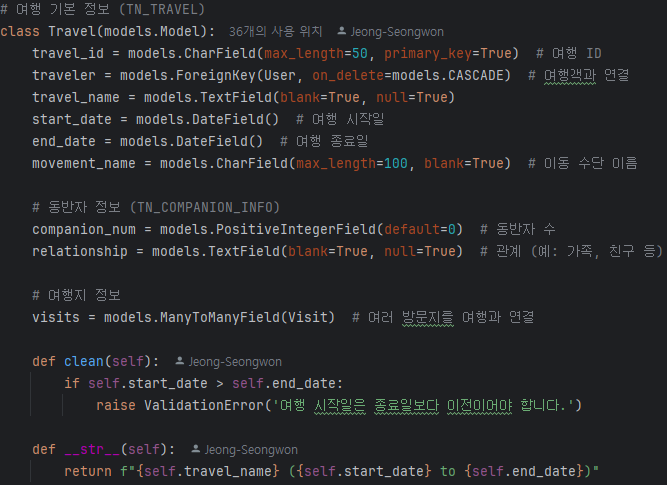 # 여행 기본 정보 (TN_TRAVEL)
class Travel(models.Model): 36개의 사용 위치 Jeong-Seongwon
    travel_id = models.CharField(max_length=50, primary_key=True)  # 여행 ID
    traveler = models.ForeignKey(User, on_delete=models.CASCADE)  # 여행객과 연결
    travel_name = models.TextField(blank=True, null=True)
    start_date = models.DateField()  # 여행 시작일
    end_date = models.DateField()  # 여행 종료일
    movement_name = models.CharField(max_length=100, blank=True)  # 이동 수단 이름
    # 동반자 정보 (TN_COMPANION_INFO)
    companion_num = models.PositiveIntegerField(default=0)  # 동반자 수
    relationship = models.TextField(blank=True, null=True)  # 관계 (예: 가족, 친구 등)
    # 여행지 정보
    visits = models.ManyToManyField(Visit)  # 여러 방문지를 여행과 연결
    def clean(self): Jeong-Seongwon
        if self.start_date > self.end_date:
            raise ValidationError('여행 시작일은 종료일보다 이전이어야 합니다.')
    def __str__(self): Jeong-Seongwon
        return f"{self.travel_name} ({self.start_date} to {self.end_date})"